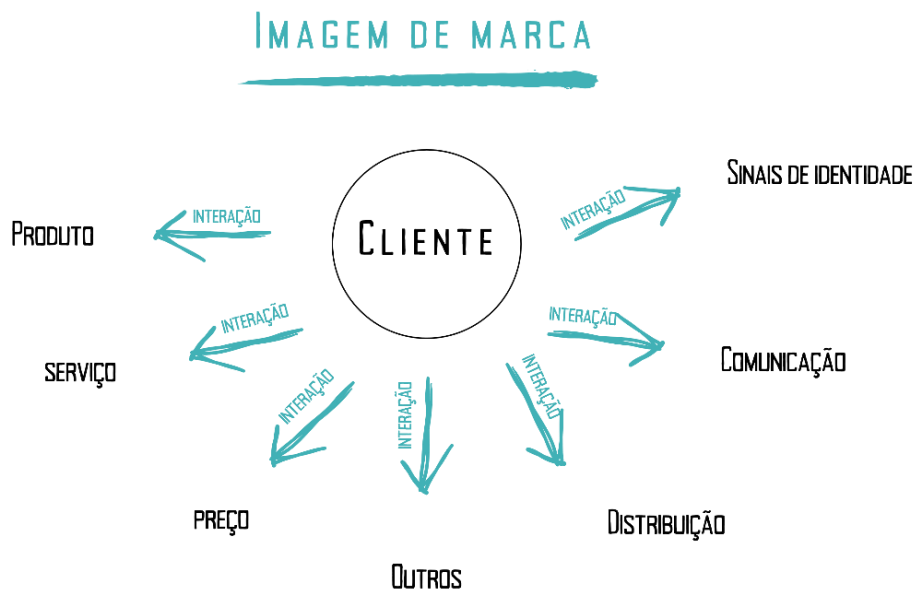 Imagem de marca
Sinais de identidade
interação
interação
Produto
Cliente
interação
interação
Comunicação
serviço
interação
interação
interação
preço
Distribuição
Outros